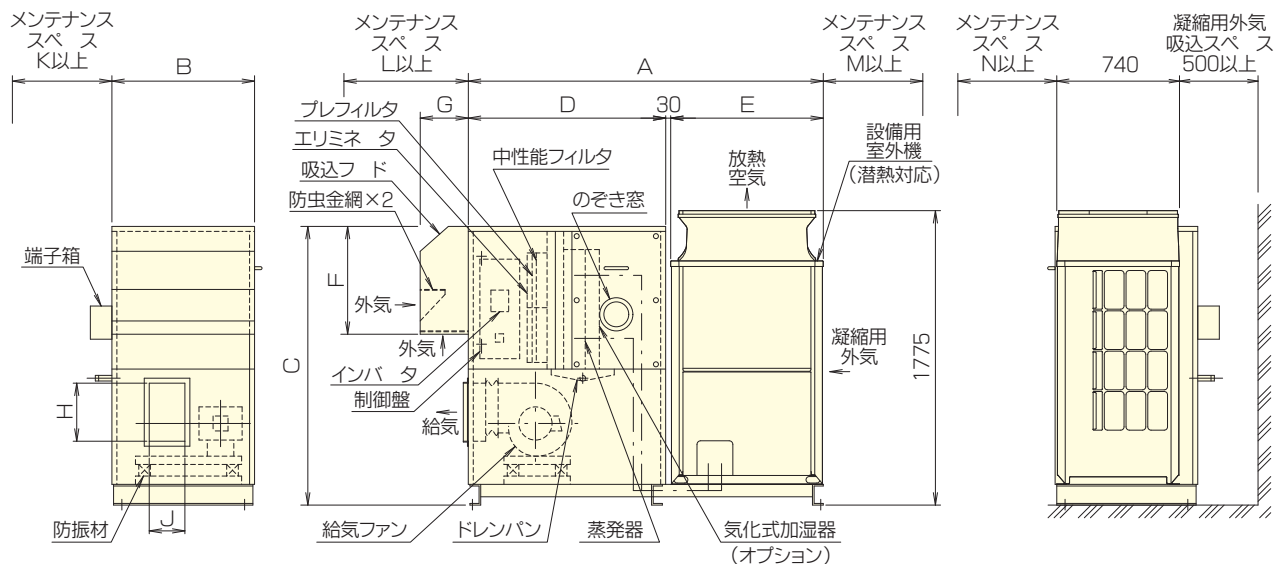 メンテナンス
スペ ス
K以上
B
メンテナンス
スペ ス
L以上
A
メンテナンス
スペ ス
M以上
メンテナンス
スペ ス
N以上
740
凝縮用外気
吸込スペ ス
500以上
G
D
30
E
プレフィルタ
エリミネ タ
吸込フ ド
防虫金網×2
中性能フィルタ
のぞき窓
放熱
空気
設備用
室外機
(潜熱対応)
端子箱
F
外気
外気
C
インバ タ
制御盤
給気
凝縮用
外気
1775
H
J
防振材
給気ファン
ドレンパン
蒸発器
気化式加湿器
(オプション)